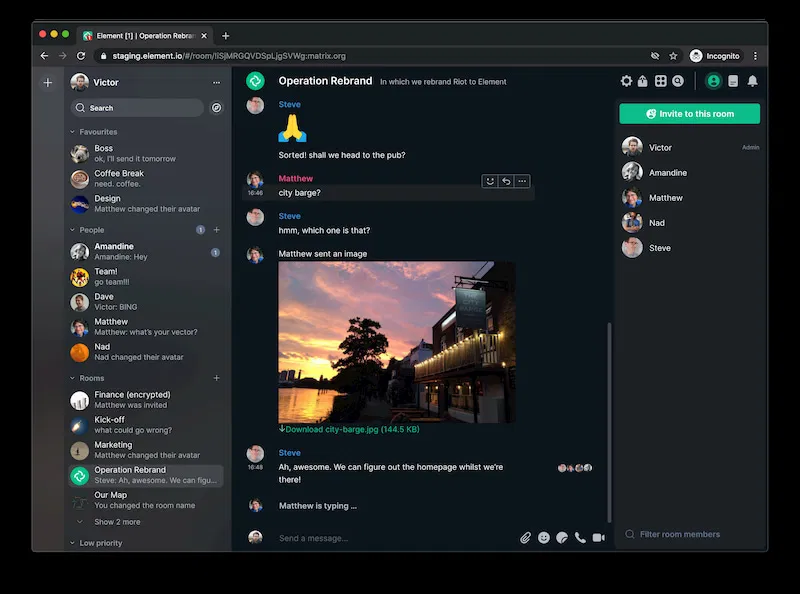 Element [1] | Operation Rebran
staging.element.io/#/room/!iSjMRGQVDSpLjgSVWg:matrix.org
Incognito
Victor
Search
Favourites
Boss
ok, I'll send it tomorrow
Coffee Break
need. coffee.
Design
Matthew changed their avatar
People
1
Amandine
Amandine: Hey
1
Team!
go team!!!
Dave
Victor: BING
Matthew
Matthew: what's your vector?
Nad
Nad changed their avatar
Rooms
Finance (encrypted)
Matthew was invited
Kick-off
what could go wrong?
Marketing
Matthew changed their avatar
Operation Rebrand
Steve: Ah, awesome. We can figu...
Our Map
You changed the room name
Show 2 more
Low priority
Operation Rebrand
In which we rebrand Riot to Element
Steve
Sorted! shall we head to the pub?
Matthew
16:46
city barge?
Steve
hmm, which one is that?
Matthew sent an image
Download city-barge.jpg (144.5 KB)
Steve
16:48
Ah, awesome. We can figure out the homepage whilst we're
there!
Matthew is typing ...
Send a message...
Invite to this room
Victor
Admin
Amandine
Matthew
Nad
Steve
Filter room members